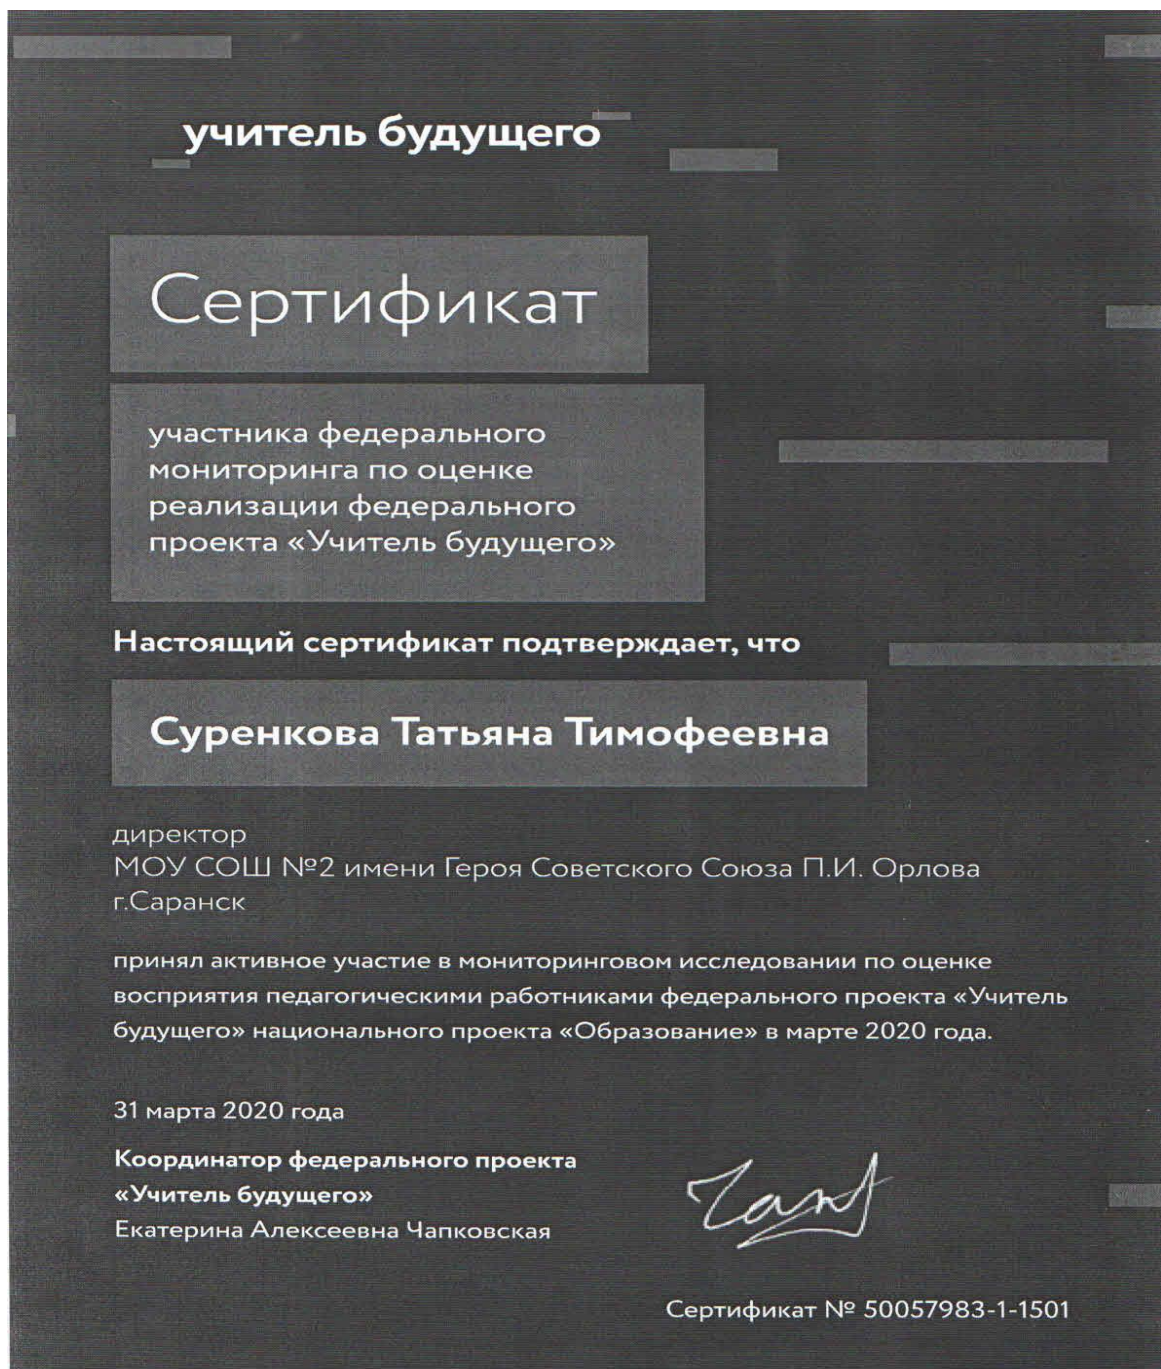 учитель будущего
Сертификат
участника федерального
мониторинга по оценке
реализации федерального
проекта «Учитель будущего»
Настоящий сертификат подтверждает, что
Суренкова Татьяна Тимофеевна
директор
МОУ СОШ №2 имени Героя Советского Союза П.И. Орлова
г.Саранск
принял активное участие в мониторинговом исследовании по оценке
восприятия педагогическими работниками федерального проекта «Учитель
будущего» национального проекта «Образование» в марте 2020 года.
31 марта 2020 года
Координатор федерального проекта
«Учитель будущего»
Екатерина Алексеевна Чапковская
Сертификат № 50057983-1-1501